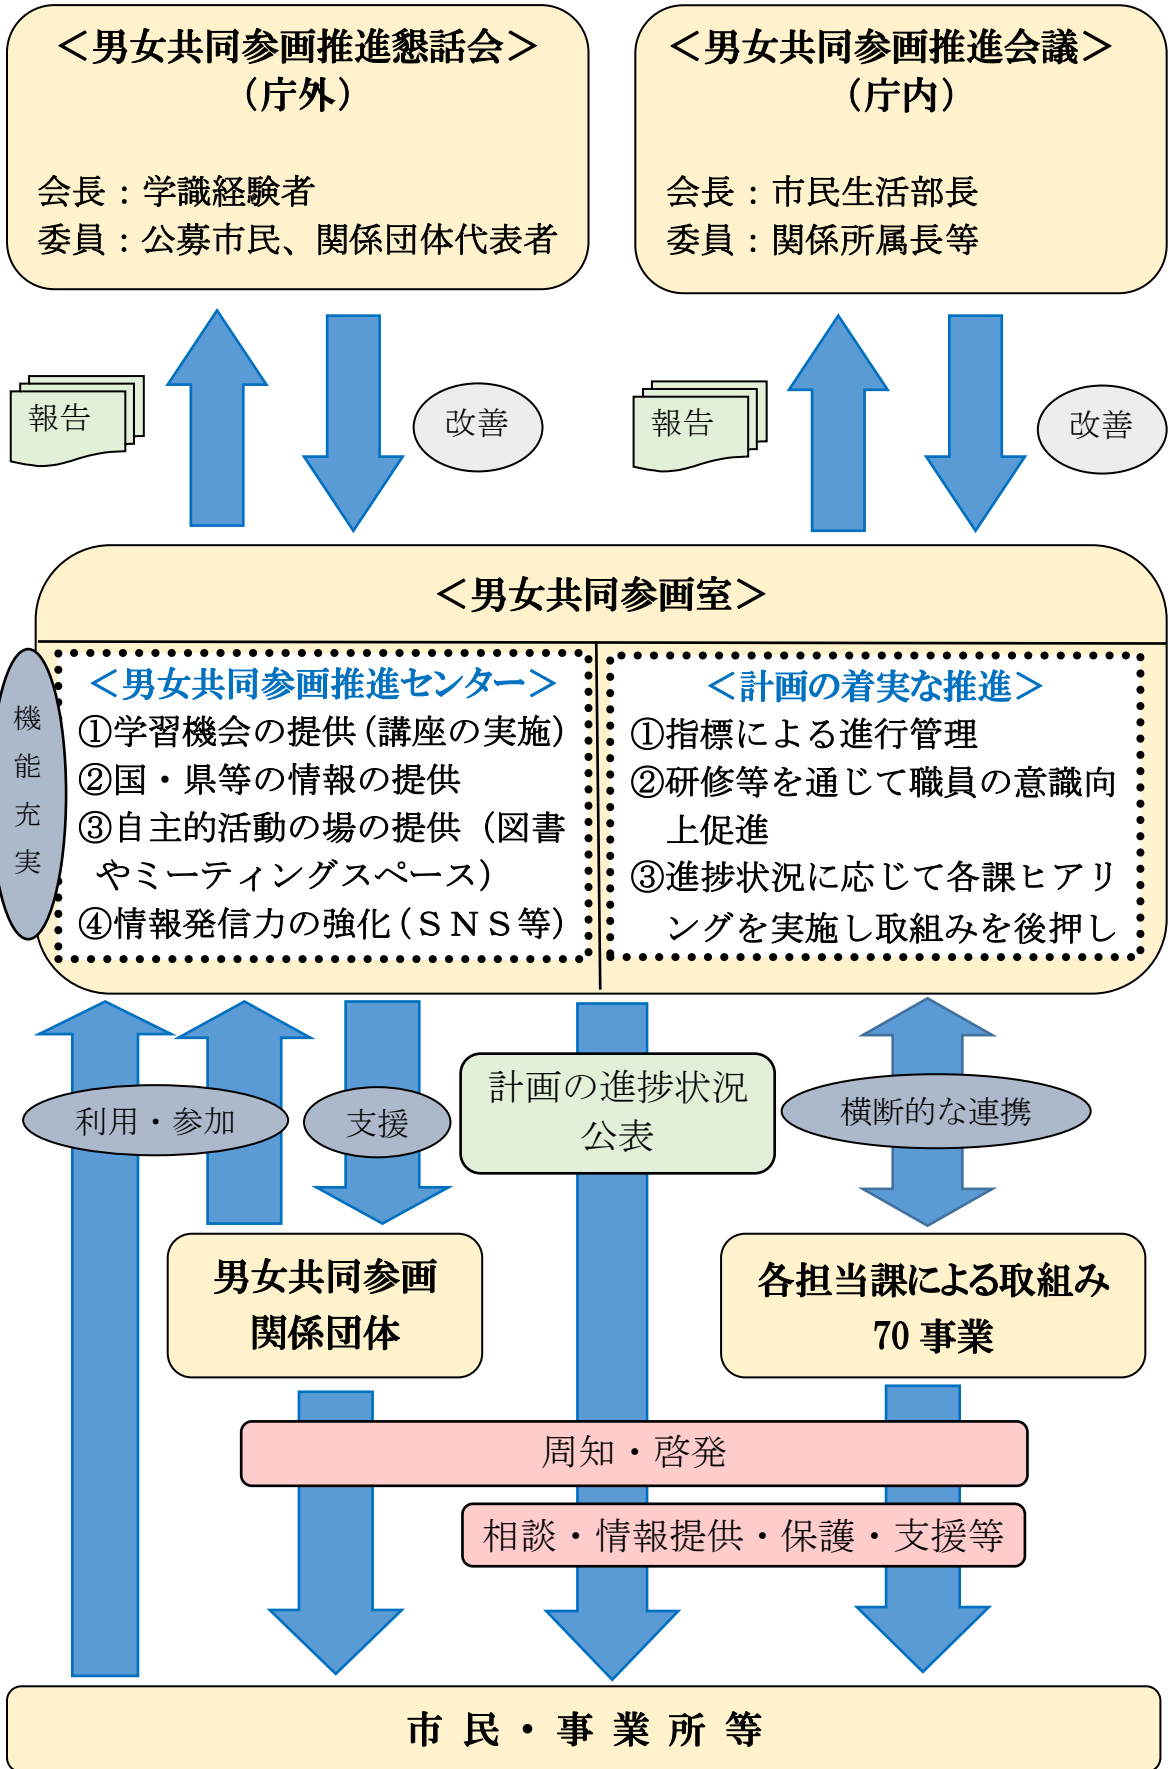 ＜男女共同参画推進懇話会＞
（庁外）
会長：学識経験者
委員：公募市民、関係団体代表者
＜男女共同参画推進会議＞
（庁内）
会長：市民生活部長
委員：関係所属長等
報告
改善
報告
改善
＜男女共同参画室＞
機能充実
＜男女共同参画推進センター＞
①学習機会の提供（講座の実施）
②国・県等の情報の提供
③自主的活動の場の提供（図書
やミーティングスペース）
④情報発信力の強化（ＳＮＳ等）
＜計画の着実な推進＞
①指標による進行管理
②研修等を通じて職員の意識向
上促進
③進捗状況に応じて各課ヒアリ
ングを実施し取組みを後押し
利用・参加
支援
計画の進捗状況
公表
横断的な連携
男女共同参画
関係団体
各担当課による取組み
70 事業
周知・啓発
相談・情報提供・保護・支援等
市 民 ・ 事 業 所 等